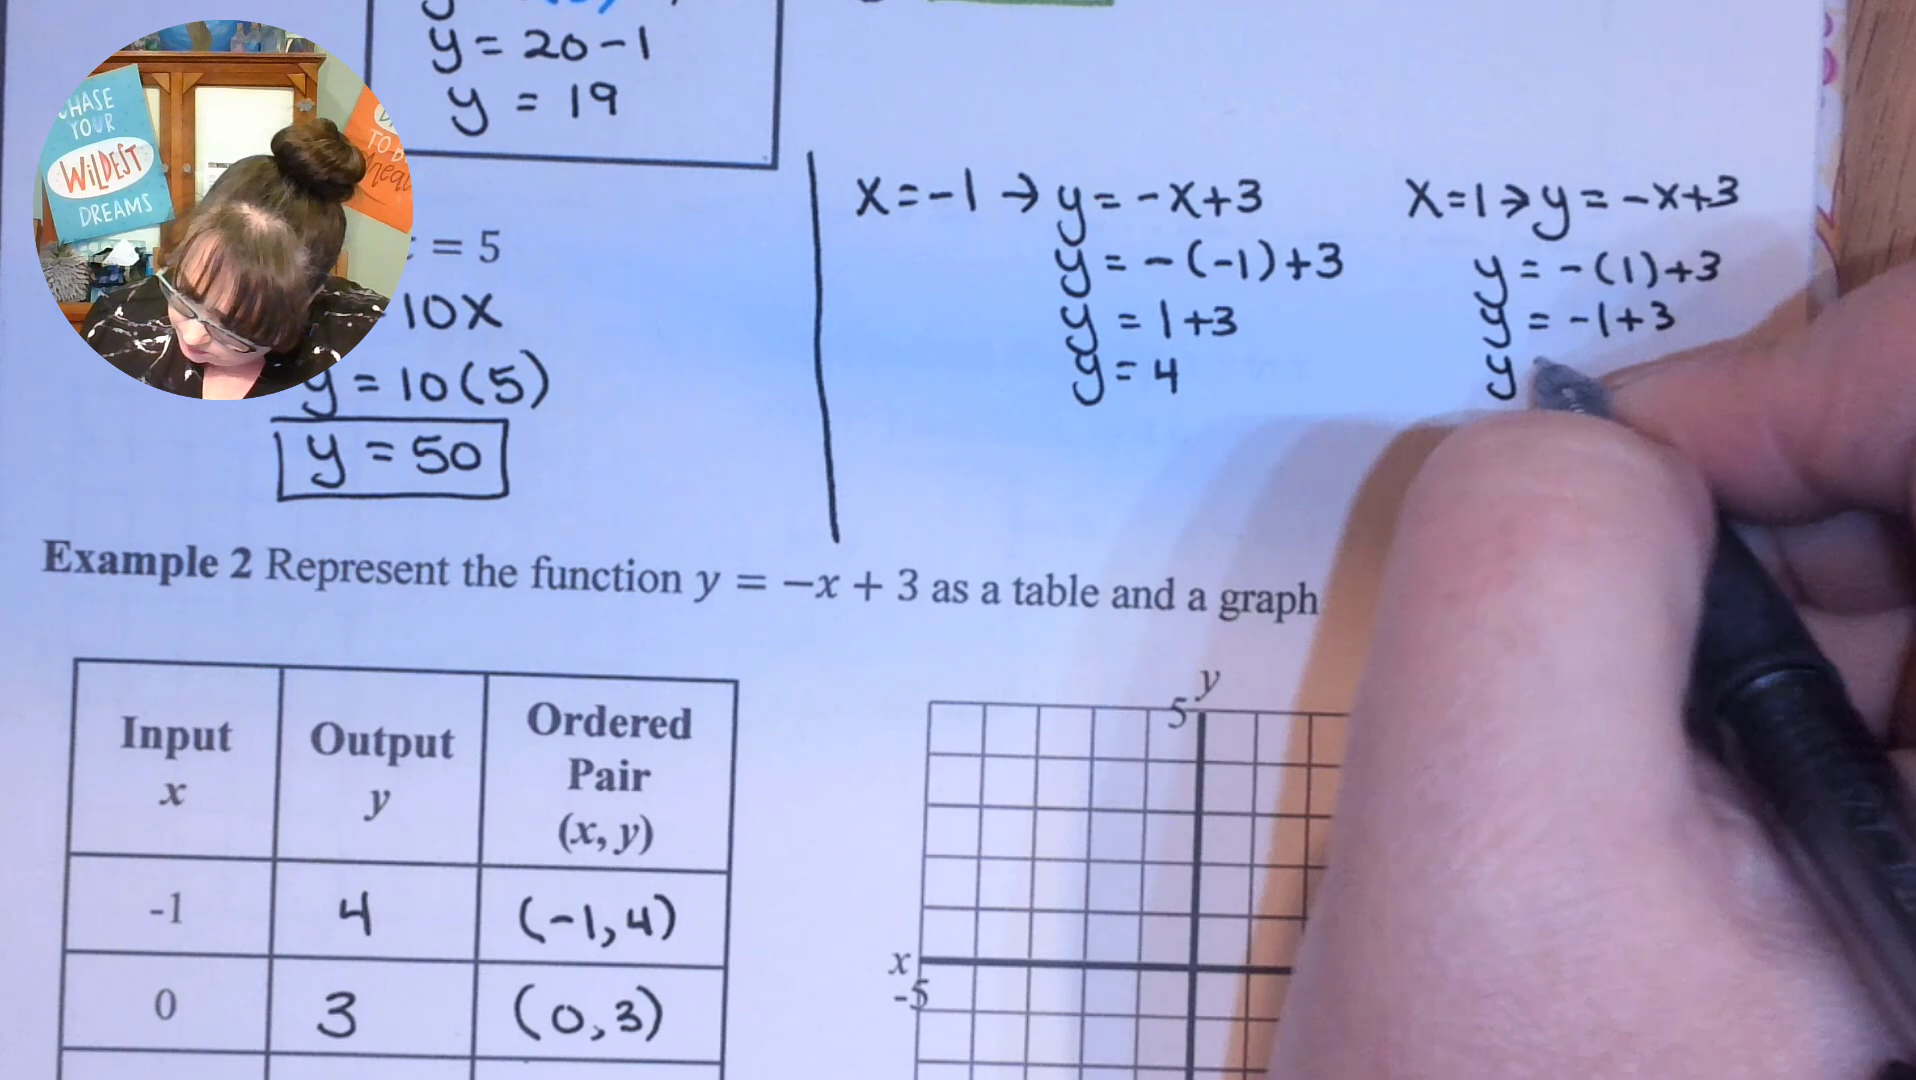 y = 20 - 1
y = 19
CHASE
YOUR
WILDEST
DREAMS
TO
= 5
10x
y = 10(5)
y = 50
x = -1 → y = -x + 3
y = -(-1) + 3
y = 1 + 3
y = 4
x = 1 → y = -x + 3
y = -(1) + 3
y = -1 + 3
y
Example 2 Represent the function y = −x + 3 as a table and a graph
Input x
Output y
Ordered Pair (x, y)
-1
4
(-1, 4)
0
3
(0, 3)
y
5
x
-5